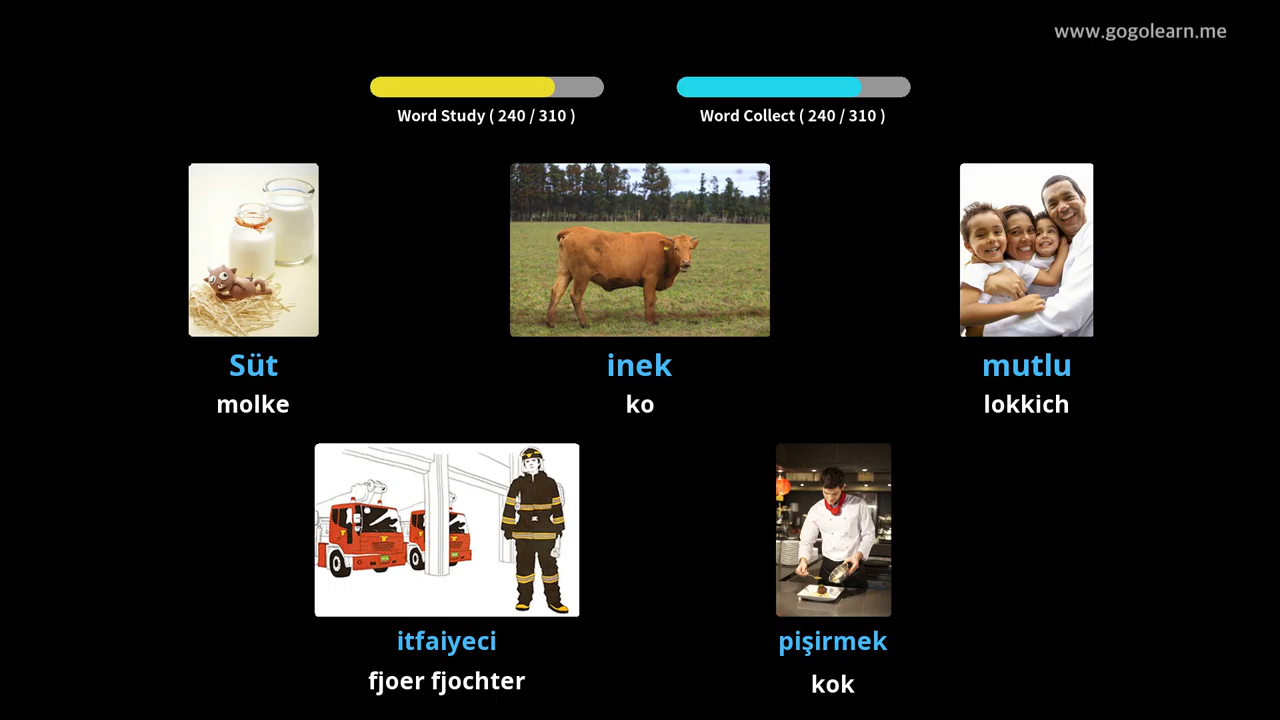 www.gogolearn.me
Word Study ( 240 / 310 )
Word Collect ( 240 / 310 )
Süt
inek
mutlu
molke
ko
lokkich
itfaiyeci
pişirmek
fjoer fjochter
kok